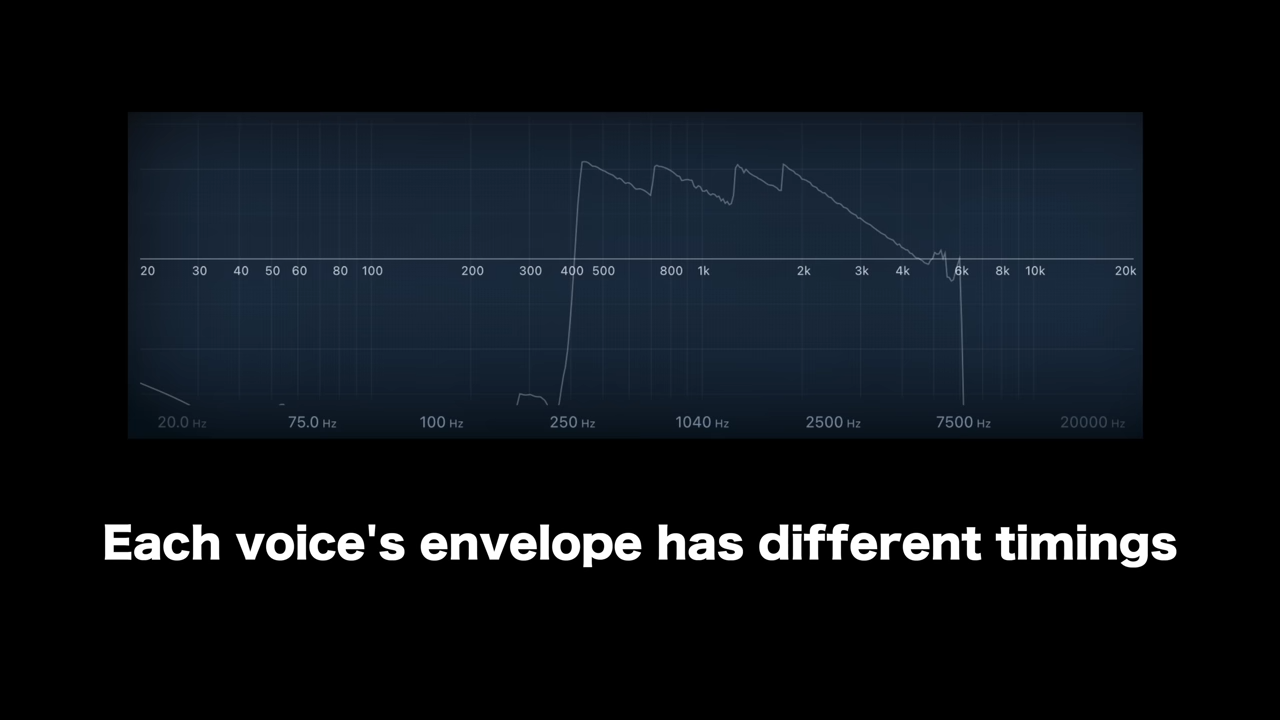 20 30 40 50 60 80 100 200 300 400 500 800 1k 2k 3k 4k 6k 8k 10k 20k
20.0 Hz 75.0 Hz 100 Hz 250 Hz 1040 Hz 2500 Hz 7500 Hz 20000 Hz
Each voice's envelope has different timings